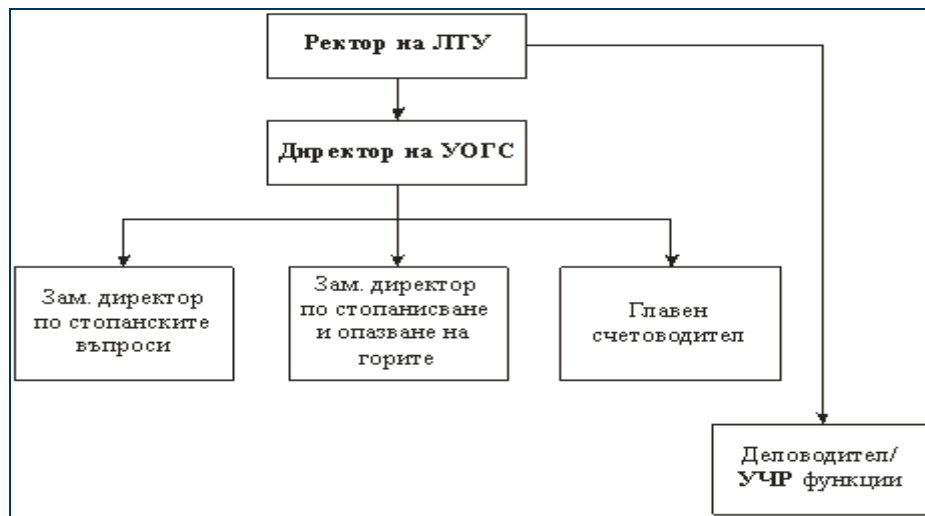 Ректор на ЛТУ
Директор на УОГС
Зам. директор
по стопанските
въпроси
Зам. директор
по стопанисване
и опазване на
горите
Главен
счетоводител
Деловодител/
УЧР функции